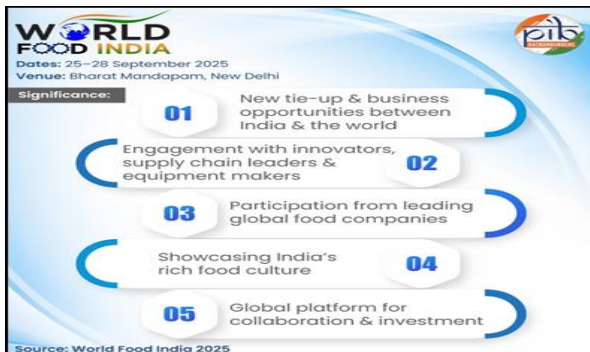 WORLD
FOOD INDIA
pib
BACKGROUNDERS
Dates: 25-28 September 2025
Venue: Bharat Mandapam, New Delhi
Significance:
01
New tie-up & business
opportunities between
India & the world
Engagement with innovators,
supply chain leaders &
equipment makers
02
03
Participation from leading
global food companies
Showcasing India's
rich food culture
04
05
Global platform for
collaboration & investment
Source: World Food India 2025